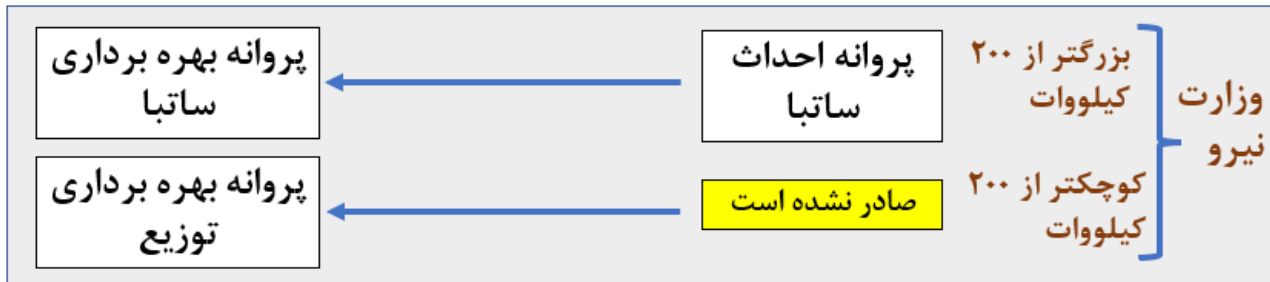 وزارت
نیرو
بزرگتر از ۲۰۰
کیلووات
پروانه احداث
ساتبا
پروانه بهره برداری
ساتبا
کوچکتر از ۲۰۰
کیلووات
صادر نشده است
پروانه بهره برداری
توزیع